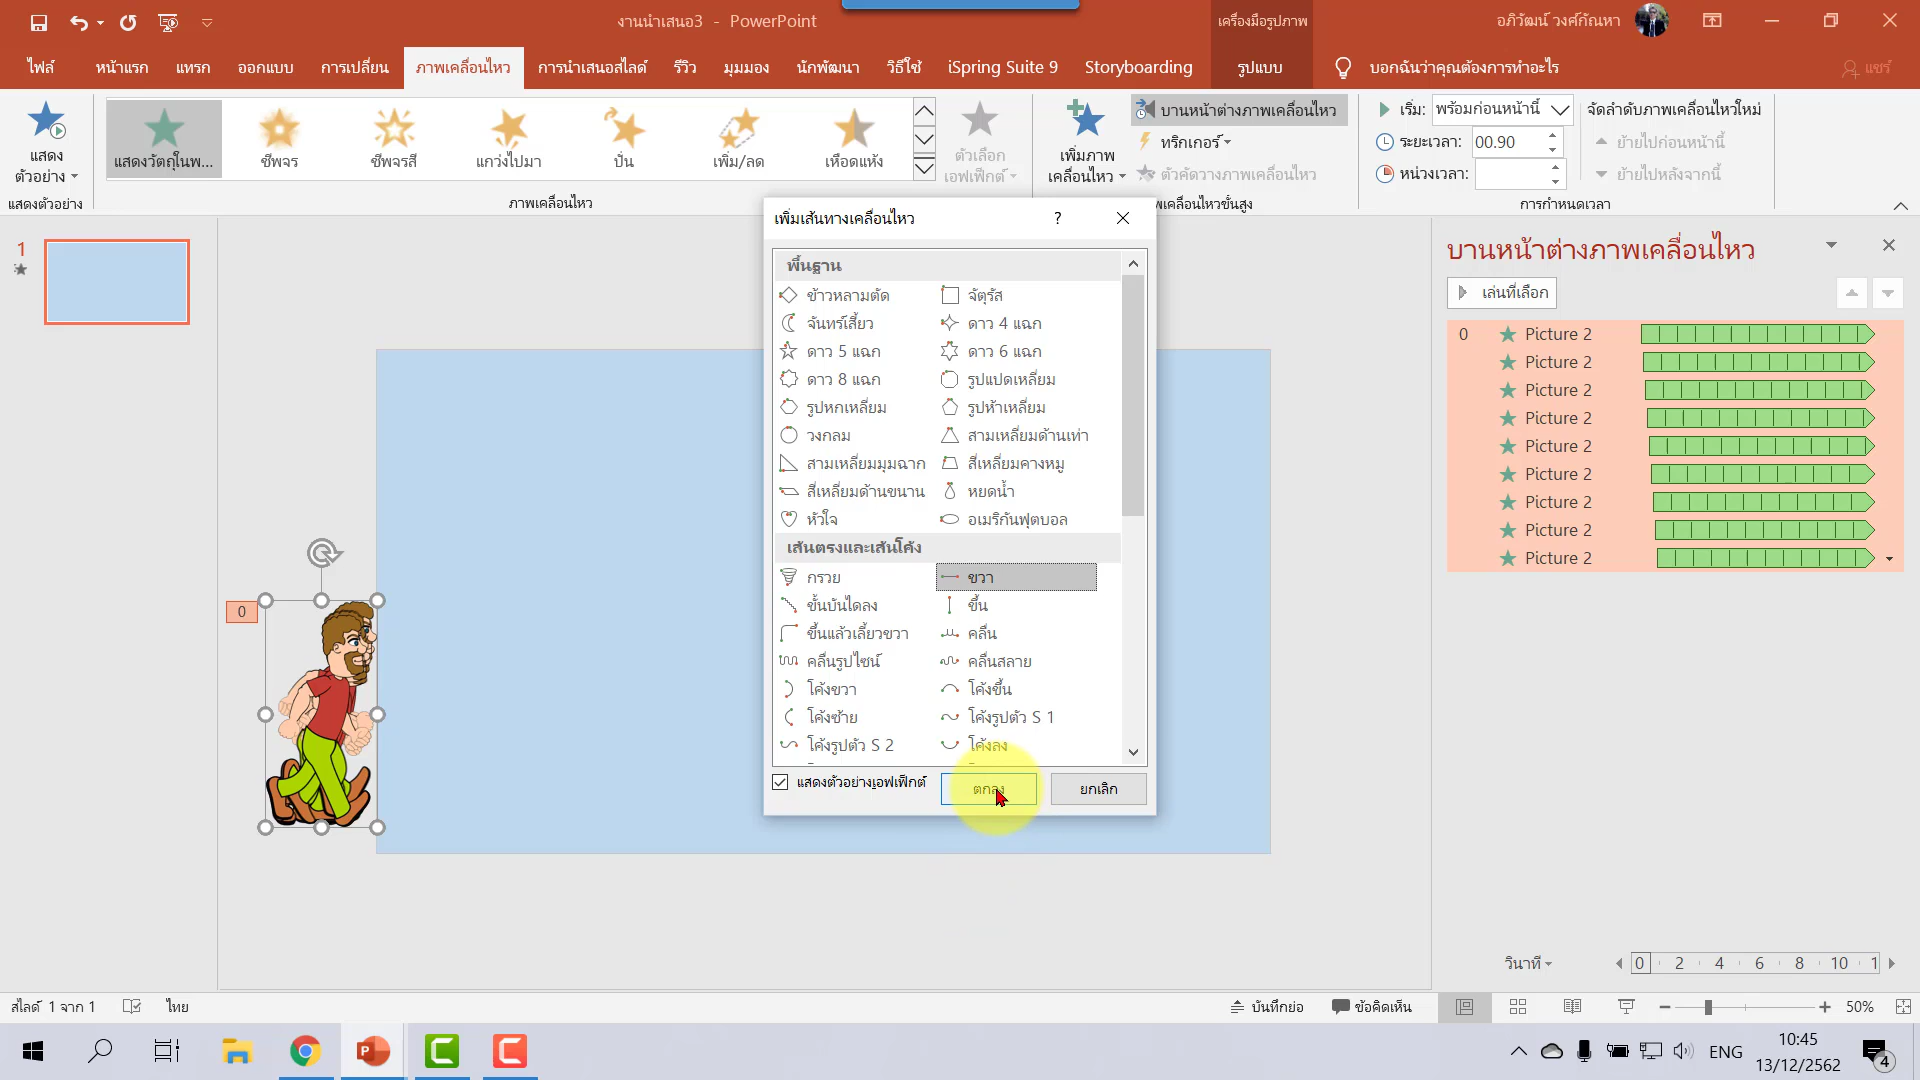 งานนำเสนอ3 - PowerPoint
เครื่องมือรูปภาพ
อภิวัฒน์ วงศ์กัณหา
ไฟล์ หน้าแรก แทรก ออกแบบ การเปลี่ยน ภาพเคลื่อนไหว การนำเสนอสไลด์ รีวิว มุมมอง นักพัฒนา วิธีใช้ iSpring Suite 9 Storyboarding รูปแบบ บอกฉันว่าคุณต้องการทำอะไร แชร์
แสดง
ตัวอย่าง
แสดงตัวอย่าง
แสดงวัตถุในพ... ชีพจร ชีพจรสี แกว่งไปมา ปั่น เพิ่ม/ลด เหือดแห้ง
ภาพเคลื่อนไหว
ตัวเลือก
เอฟเฟ็กต์
เพิ่มภาพ
เคลื่อนไหว
บานหน้าต่างภาพเคลื่อนไหว
ทริกเกอร์
ตัวคัดวางภาพเคลื่อนไหว
พเคลื่อนไหวขั้นสูง
เริ่ม: พร้อมก่อนหน้านี้
ระยะเวลา: 00.90
หน่วงเวลา:
การกำหนดเวลา
จัดลำดับภาพเคลื่อนไหวใหม่
ย้ายไปก่อนหน้านี้
ย้ายไปหลังจากนี้
1
0
เพิ่มเส้นทางเคลื่อนไหว ?
พื้นฐาน
ข้าวหลามตัด จัตุรัส
จันทร์เสี้ยว ดาว 4 แฉก
ดาว 5 แฉก ดาว 6 แฉก
ดาว 8 แฉก รูปแปดเหลี่ยม
รูปหกเหลี่ยม รูปห้าเหลี่ยม
วงกลม สามเหลี่ยมด้านเท่า
สามเหลี่ยมมุมฉาก สี่เหลี่ยมคางหมู
สี่เหลี่ยมด้านขนาน หยดน้ำ
หัวใจ อเมริกันฟุตบอล
เส้นตรงและเส้นโค้ง
กรวย ขวา
ขั้นบันไดลง ขึ้น
ขึ้นแล้วเลี้ยวขวา คลื่น
คลื่นรูปไซน์ คลื่นสลาย
โค้งขวา โค้งขึ้น
โค้งซ้าย โค้งรูปตัว S 1
โค้งรูปตัว S 2 โค้งลง
แสดงตัวอย่างเอฟเฟ็กต์ ตกลง ยกเลิก
บานหน้าต่างภาพเคลื่อนไหว
เล่นที่เลือก
0 Picture 2
Picture 2
Picture 2
Picture 2
Picture 2
Picture 2
Picture 2
Picture 2
Picture 2
วินาที 0 2 4 6 8 10 1
สไลด์ 1 จาก 1 ไทย บันทึกย่อ ข้อคิดเห็น 50%
ENG
10:45
13/12/2562
4